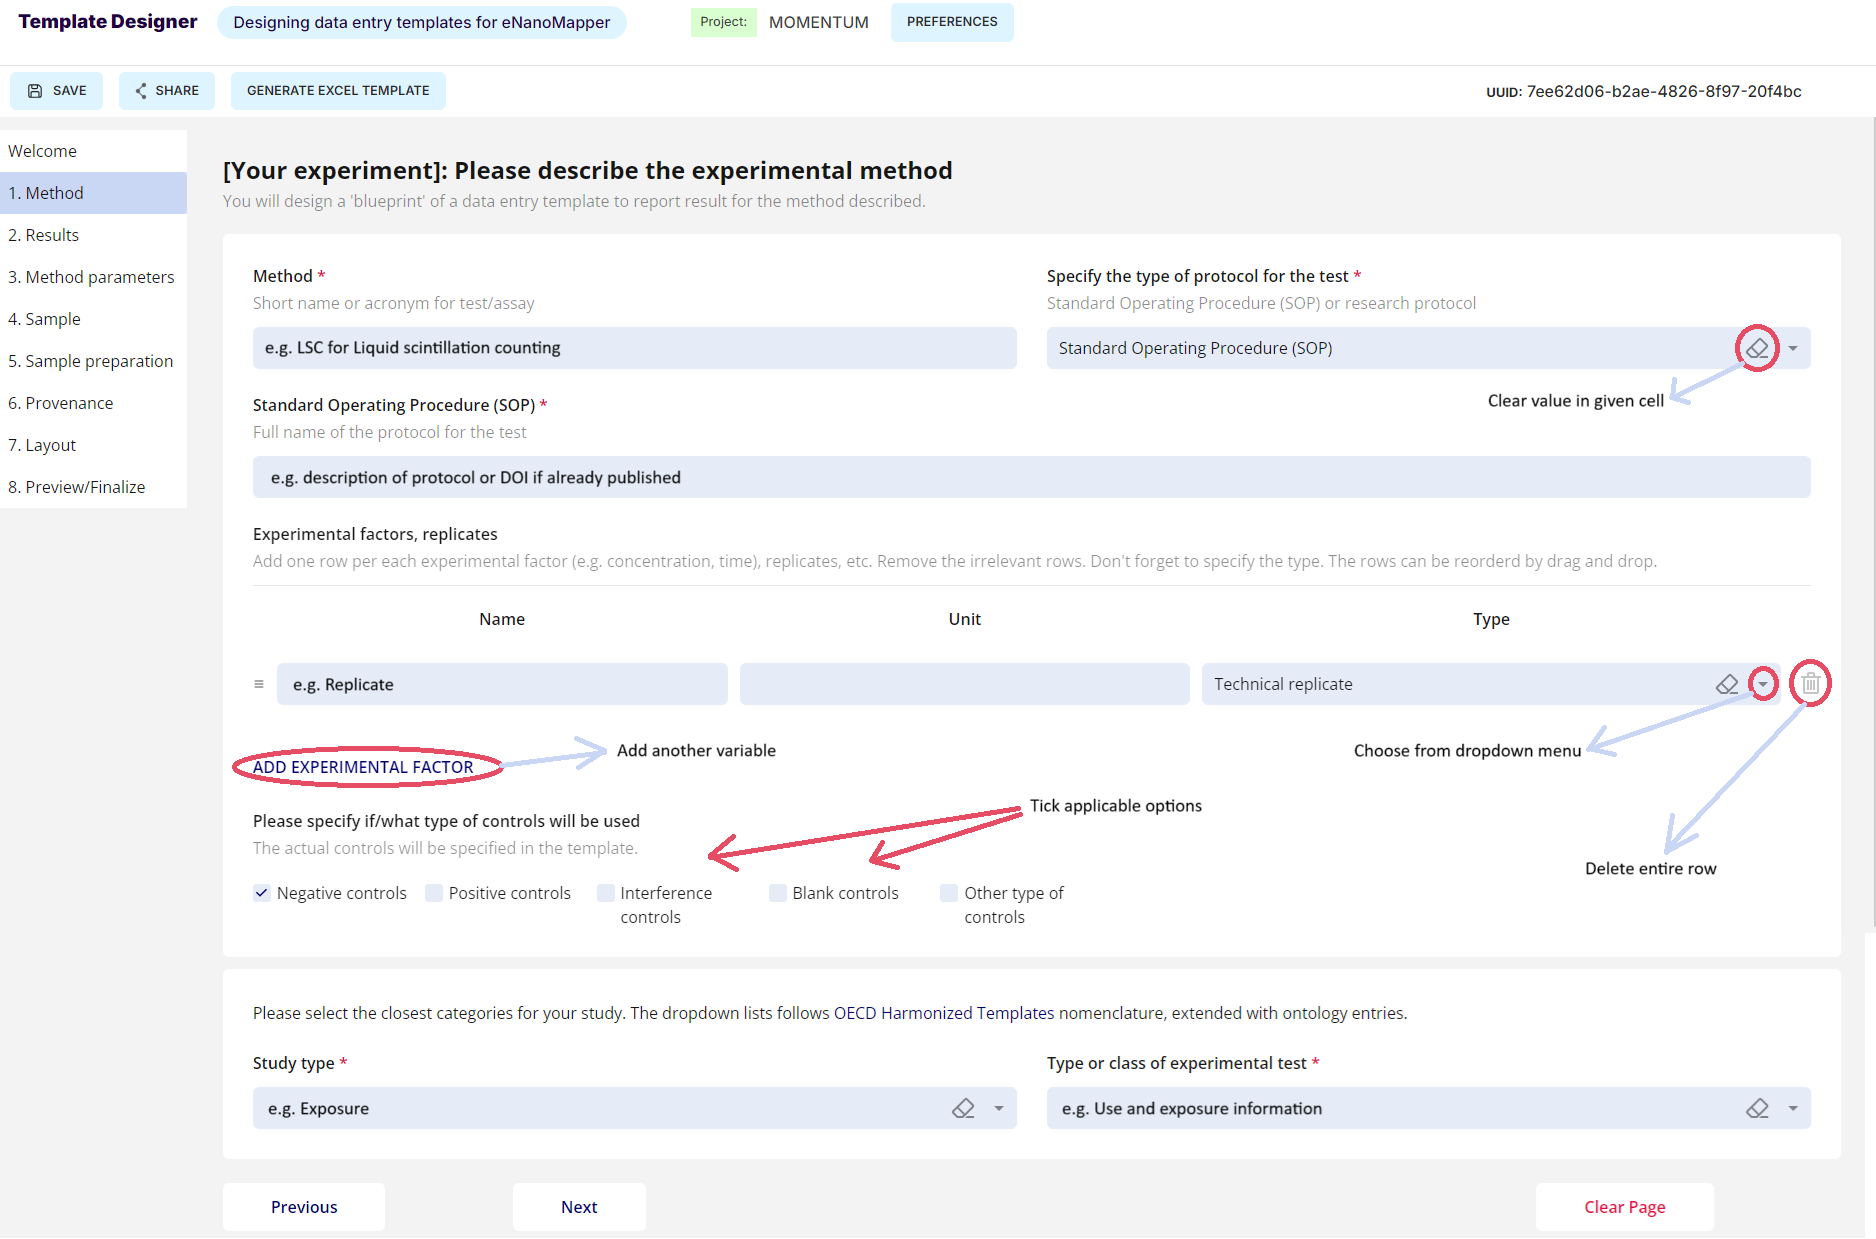 Template Designer
Designing data entry templates for eNanoMapper
Project: MOMENTUM
PREFERENCES
SAVE
SHARE
GENERATE EXCEL TEMPLATE
UUID: 7ee62d06-b2ae-4826-8f97-20f4bc
Welcome
1. Method
2. Results
3. Method parameters
4. Sample
5. Sample preparation
6. Provenance
7. Layout
8. Preview/Finalize
[Your experiment]: Please describe the experimental method
You will design a 'blueprint' of a data entry template to report result for the method described.
Method *
Short name or acronym for test/assay
e.g. LSC for Liquid scintillation counting
Specify the type of protocol for the test *
Standard Operating Procedure (SOP) or research protocol
Standard Operating Procedure (SOP)
Clear value in given cell
Standard Operating Procedure (SOP) *
Full name of the protocol for the test
e.g. description of protocol or DOI if already published
Experimental factors, replicates
Add one row per each experimental factor (e.g. concentration, time), replicates, etc. Remove the irrelevant rows. Don't forget to specify the type. The rows can be reorderd by drag and drop.
Name Unit Type
e.g. Replicate
Technical replicate
ADD EXPERIMENTAL FACTOR
Add another variable
Choose from dropdown menu
Tick applicable options
Delete entire row
Please specify if/what type of controls will be used
The actual controls will be specified in the template.
Negative controls
Positive controls
Interference
controls
Blank controls
Other type of
controls
Please select the closest categories for your study. The dropdown lists follows OECD Harmonized Templates nomenclature, extended with ontology entries.
Study type *
e.g. Exposure
Type or class of experimental test *
e.g. Use and exposure information
Previous
Next
Clear Page